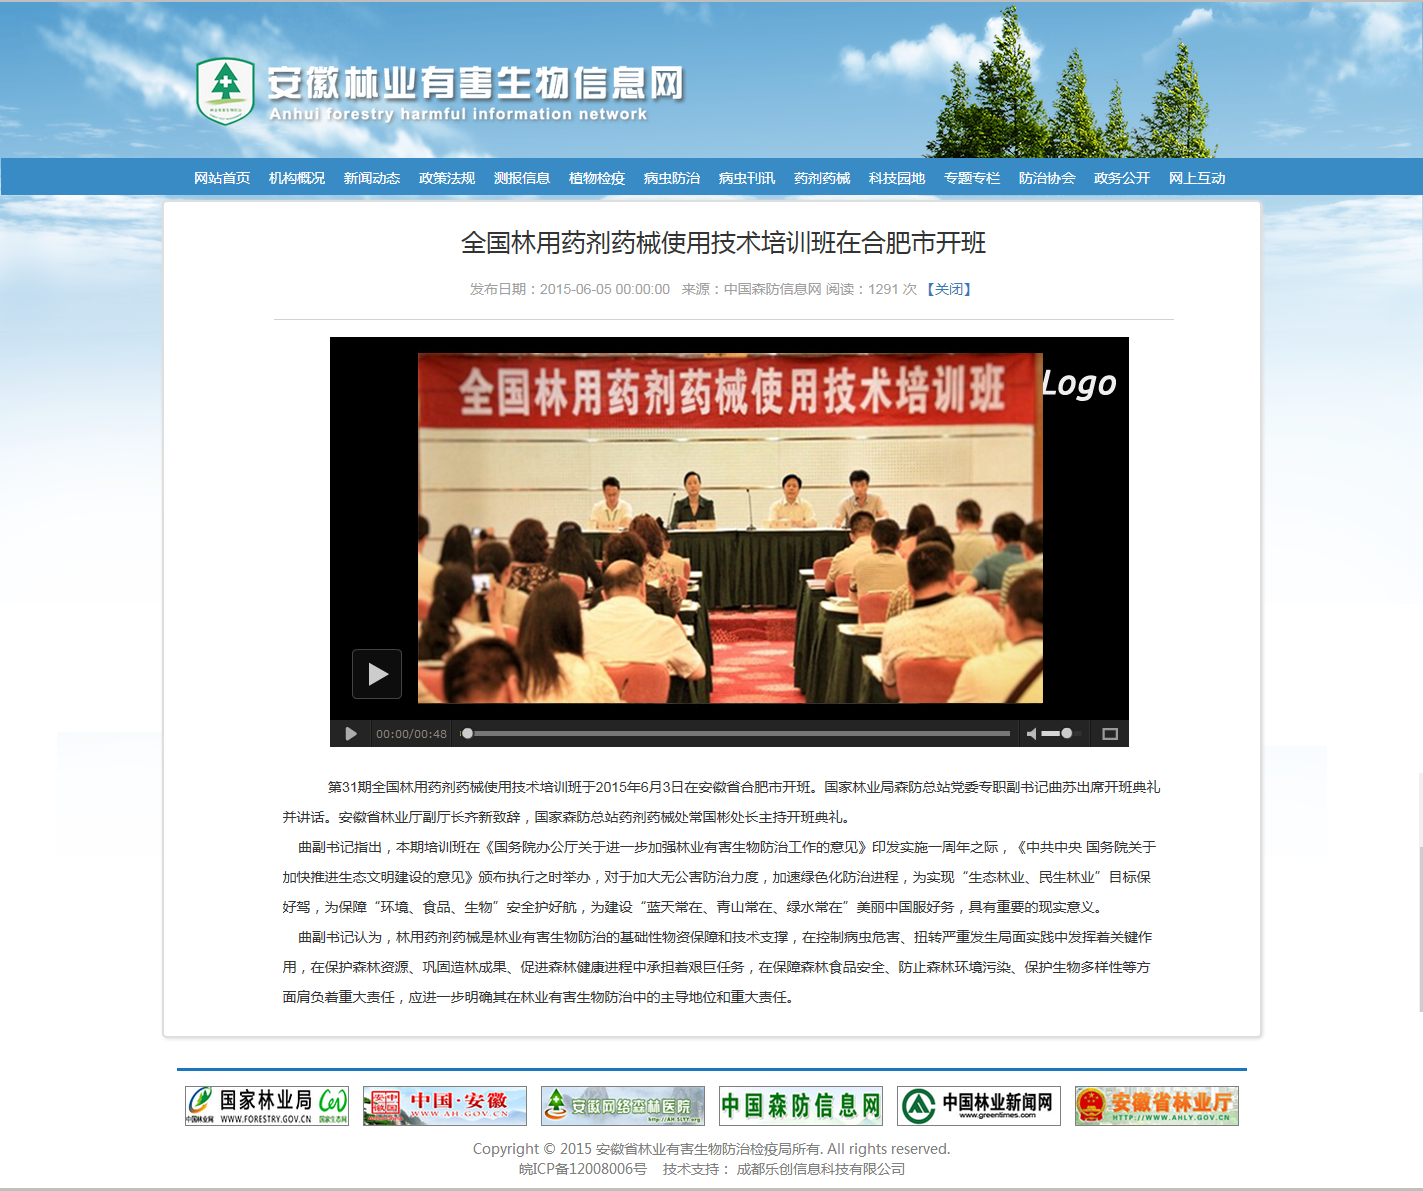 安徽林业有害生物信息网
Anhui forestry harmful information network
网站首页 机构概况 新闻动态 政策法规 测报信息 植物检疫 病虫防治 病虫刊讯 药剂药械 科技园地 专题专栏 防治协会 政务公开 网上互动
全国林用药剂药械使用技术培训班在合肥市开班
发布日期：2015-06-05 00:00:00 来源：中国森防信息网 阅读：1291 次 【关闭】
全国林用药剂药械使用技术培训班
Logo
00:00/00:48
第31期全国林用药剂药械使用技术培训班于2015年6月3日在安徽省合肥市开班。国家林业局森防总站党委专职副书记曲苏出席开班典礼
并讲话。安徽省林业厅副厅长齐新致辞，国家森防总站药剂药械处常国彬处长主持开班典礼。
曲副书记指出，本期培训班在《国务院办公厅关于进一步加强林业有害生物防治工作的意见》印发实施一周年之际，《中共中央 国务院关于
加快推进生态文明建设的意见》颁布执行之时举办，对于加大无公害防治力度，加速绿色化防治进程，为实现“生态林业、民生林业”目标保
好驾，为保障“环境、食品、生物”安全护好航，为建设“蓝天常在、青山常在、绿水常在”美丽中国服好务，具有重要的现实意义。
曲副书记认为，林用药剂药械是林业有害生物防治的基础性物资保障和技术支撑，在控制病虫危害、扭转严重发生局面实践中发挥着关键作
用，在保护森林资源、巩固造林成果、促进森林健康进程中承担着艰巨任务，在保障森林食品安全、防止森林环境污染、保护生物多样性等方
面肩负着重大责任，应进一步明确其在林业有害生物防治中的主导地位和重大责任。
国家林业局
中国林业网 WWW.FORESTRY.GOV.CN 国家生态网
中国·安徽
WWW.AH.GOV.CN
安徽网络森林医院
http://AH.SLYY.org
中国森防信息网
中国林业新闻网
www.greentimes.com
安徽省林业厅
HTTP://WWW.AHLY.GOV.CN
Copyright © 2015 安徽省林业有害生物防治检疫局所有. All rights reserved.
皖ICP备12008006号 技术支持： 成都乐创信息科技有限公司